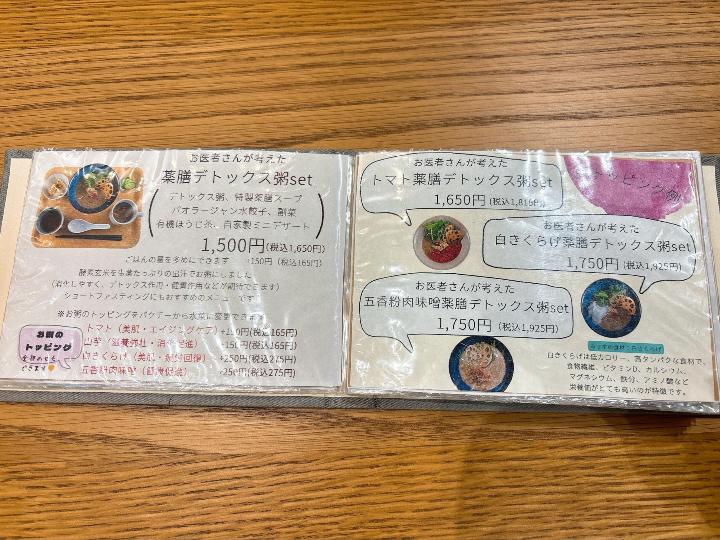 お医者さんが考えた
薬膳デトックス粥set
デトックス粥、特製薬膳スープ
パオラージャン水餃子、副菜
有機ほうじ茶、自家製ミニデザート
1,500円(税込1,650円)
ごはんの量を多めにできます +150円(税込165円)
酵素玄米を生薬たっぷりの出汁でお粥にしました
(消化しやすく、デトックス作用・健胃作用などが期待できます)
ショートファスティングにもおすすめのメニューです
※お粥のトッピングをパクチーから水菜に変更できます
お粥の
トッピング
変更のみも
できます
トマト(美肌・エイジングケア) +150円(税込165円)
山芋(滋養強壮・消化促進) +150円(税込165円)
白きくらげ(美肌・疲労回復) +250円(税込275円)
五香粉肉味噌(血行促進) +250円(税込275円)
トッピング例
お医者さんが考えた
トマト薬膳デトックス粥set
1,650円(税込1,815円)
お医者さんが考えた
白きくらげ薬膳デトックス粥set
1,750円(税込1,925円)
お医者さんが考えた
五香粉肉味噌薬膳デトックス粥set
1,750円(税込1,925円)
白きくらげは低カロリー、高タンパクな食材で、
食物繊維、ビタミンD、カルシウム、
マグネシウム、鉄分、アミノ酸など
栄養価がとても高いのが特徴です。